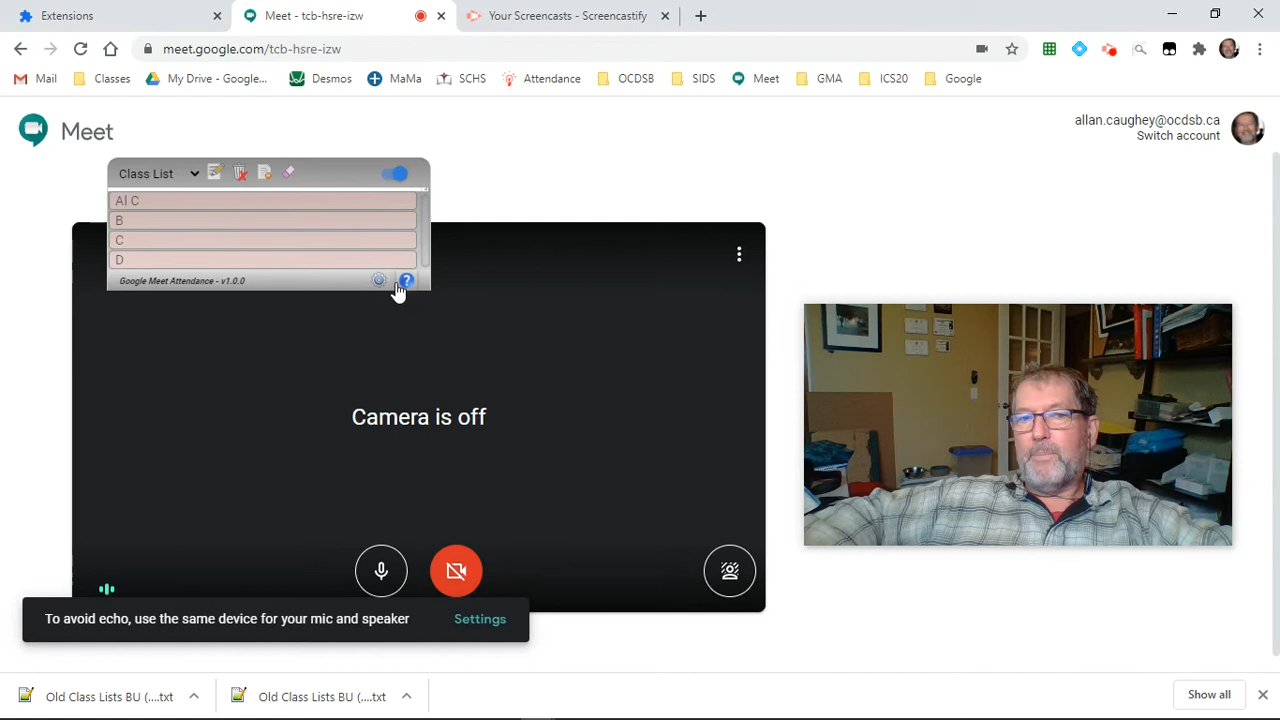 Extensions
Meet - tcb-hsre-izw
Your Screencasts - Screencastify
meet.google.com/tcb-hsre-izw
Mail
Classes
My Drive - Google...
Desmos
MaMa
SCHS
Attendance
OCDSB
SIDS
Meet
GMA
ICS20
Google
Meet
allan.caughey@ocdsb.ca
Switch account
Class List
Al C
B
C
D
Google Meet Attendance - v1.0.0
Camera is off
To avoid echo, use the same device for your mic and speaker
Settings
Old Class Lists BU (....txt
Old Class Lists BU (....txt
Show all